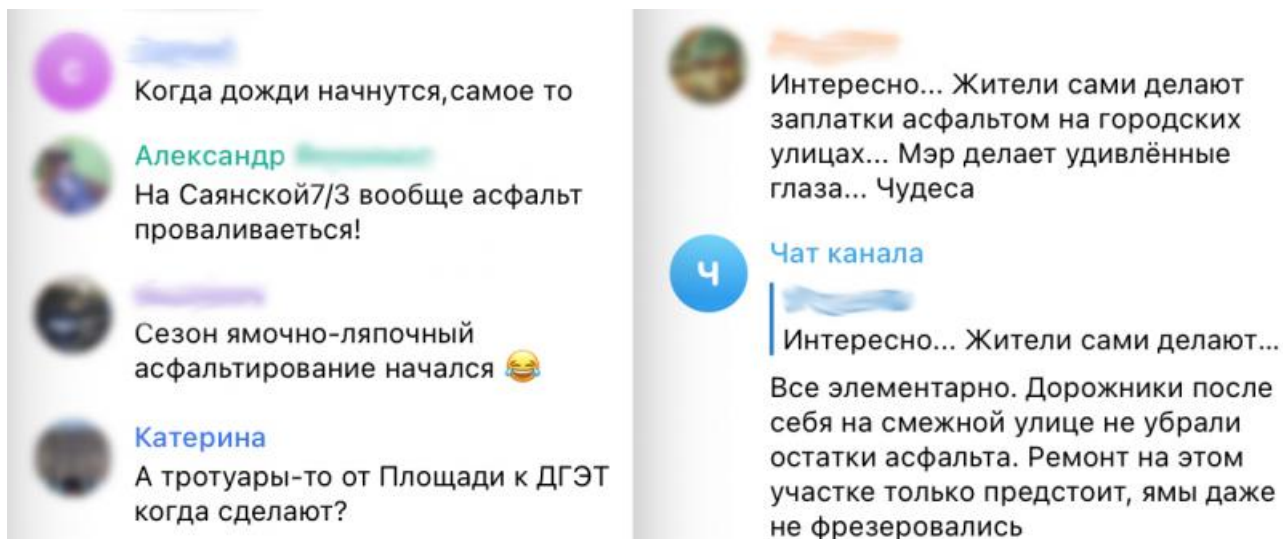 С
Когда дожди начнутся,самое то
Александр
На Саянской7/3 вообще асфальт
проваливаеться!
Сезон ямочно-ляпочный
асфальтирование начался 😂
Катерина
А тротуары-то от Площади к ДГЭТ
когда сделают?
Интересно... Жители сами делают
заплатки асфальтом на городских
улицах... Мэр делает удивлённые
глаза... Чудеса
Ч
Чат канала
Интересно... Жители сами делают...
Все элементарно. Дорожники после
себя на смежной улице не убрали
остатки асфальта. Ремонт на этом
участке только предстоит, ямы даже
не фрезеровались